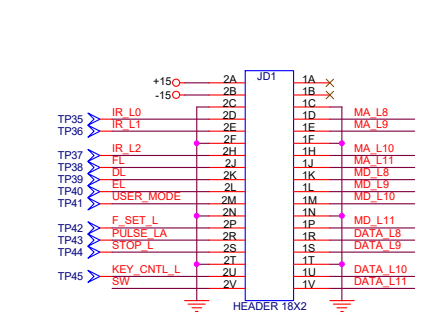 JD1
+15 2A 1A
-15 2B 1B
2C 1C
TP35 IR_L0 2D 1D MA_L8
TP36 IR_L1 2E 1E MA_L9
2F 1F
TP37 IR_L2 2H 1H MA_L10
TP38 FL 2J 1J MA_L11
TP39 DL 2K 1K MD_L8
TP40 EL 2L 1L MD_L9
TP41 USER_MODE 2M 1M MD_L10
2N 1N
TP42 F_SET_L 2P 1P MD_L11
TP43 PULSE_LA 2R 1R DATA_L8
TP44 STOP_L 2S 1S DATA_L9
2T 1T
TP45 KEY_CNTL_L 2U 1U DATA_L10
SW 2V 1V DATA_L11
HEADER 18X2